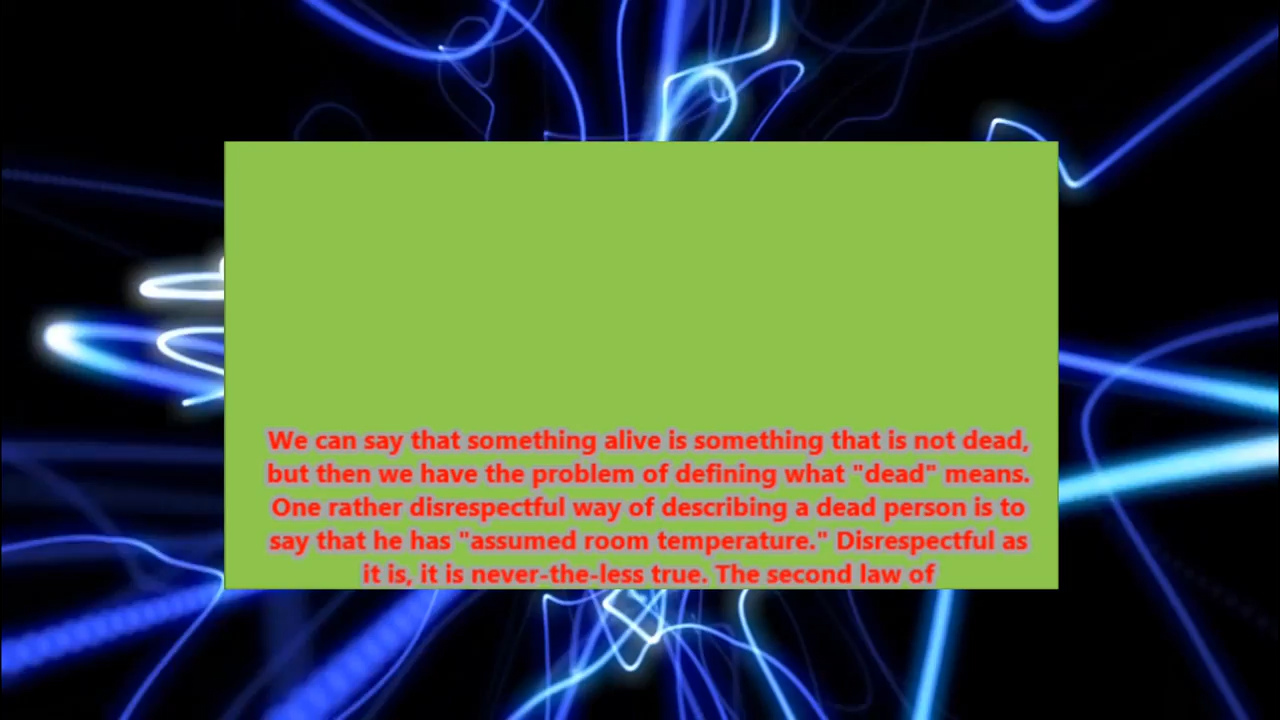 We can say that something alive is something that is not dead,
but then we have the problem of defining what "dead" means.
One rather disrespectful way of describing a dead person is to
say that he has "assumed room temperature." Disrespectful as
it is, it is never-the-less true. The second law of